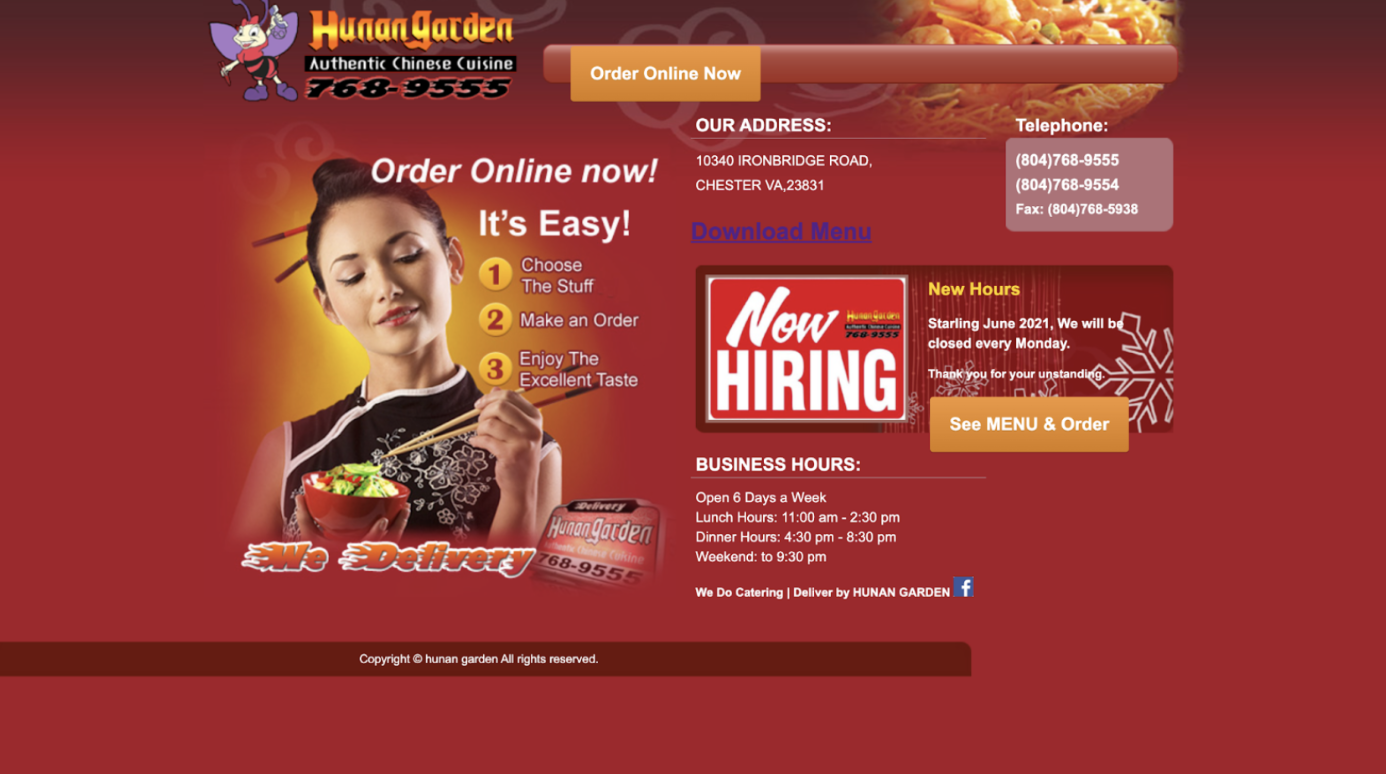 Hunan Garden
Authentic Chinese Cuisine
768-9555
Order Online Now
OUR ADDRESS:
10340 IRONBRIDGE ROAD,
CHESTER VA,23831
Telephone:
(804)768-9555
(804)768-9554
Fax: (804)768-5938
Download Menu
Order Online now!
It’s Easy!
1 Choose
The Stuff
2 Make an Order
3 Enjoy The
Excellent Taste
Delivery
Hunan Garden
Authentic Chinese Cuisine
768-9555
We Delivery
Now
HIRING
Hunan Garden
Authentic Chinese Cuisine
768-9555
New Hours
Starling June 2021, We will be
closed every Monday.
Thank you for your unstanding.
See MENU & Order
BUSINESS HOURS:
Open 6 Days a Week
Lunch Hours: 11:00 am - 2:30 pm
Dinner Hours: 4:30 pm - 8:30 pm
Weekend: to 9:30 pm
We Do Catering | Deliver by HUNAN GARDEN f
Copyright © hunan garden All rights reserved.